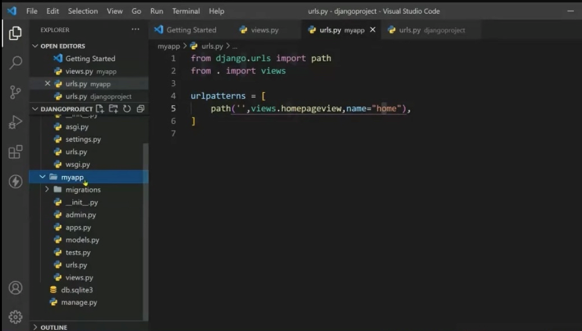 File Edit Selection View Go Run Terminal Help urls.py - djangoproject - Visual Studio Code
EXPLORER
OPEN EDITORS
Getting Started
views.py myapp
urls.py myapp
urls.py djangoproject
DJANGOPROJECT
__init__.py
asgi.py
settings.py
urls.py
wsgi.py
myapp
migrations
__init__.py
admin.py
apps.py
models.py
tests.py
urls.py
views.py
db.sqlite3
manage.py
OUTLINE
Getting Started views.py urls.py myapp urls.py djangoproject
myapp > urls.py > ...
1 from django.urls import path
2 from . import views
3
4 urlpatterns = [
5 path('',views.homepageview,name="home"),
6 ]
7